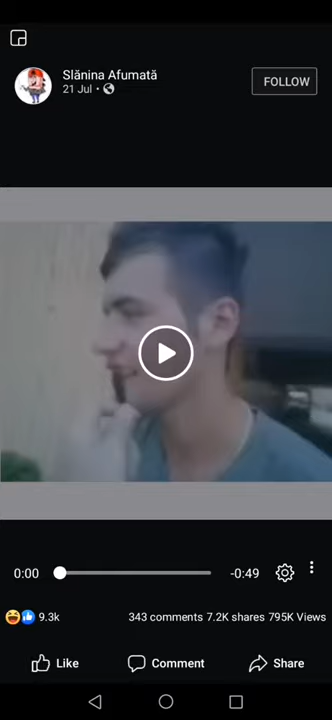 Slănina Afumată
21 Jul
FOLLOW
0:00
-0:49
9.3k
343 comments 7.2K shares 795K Views
Like
Comment
Share